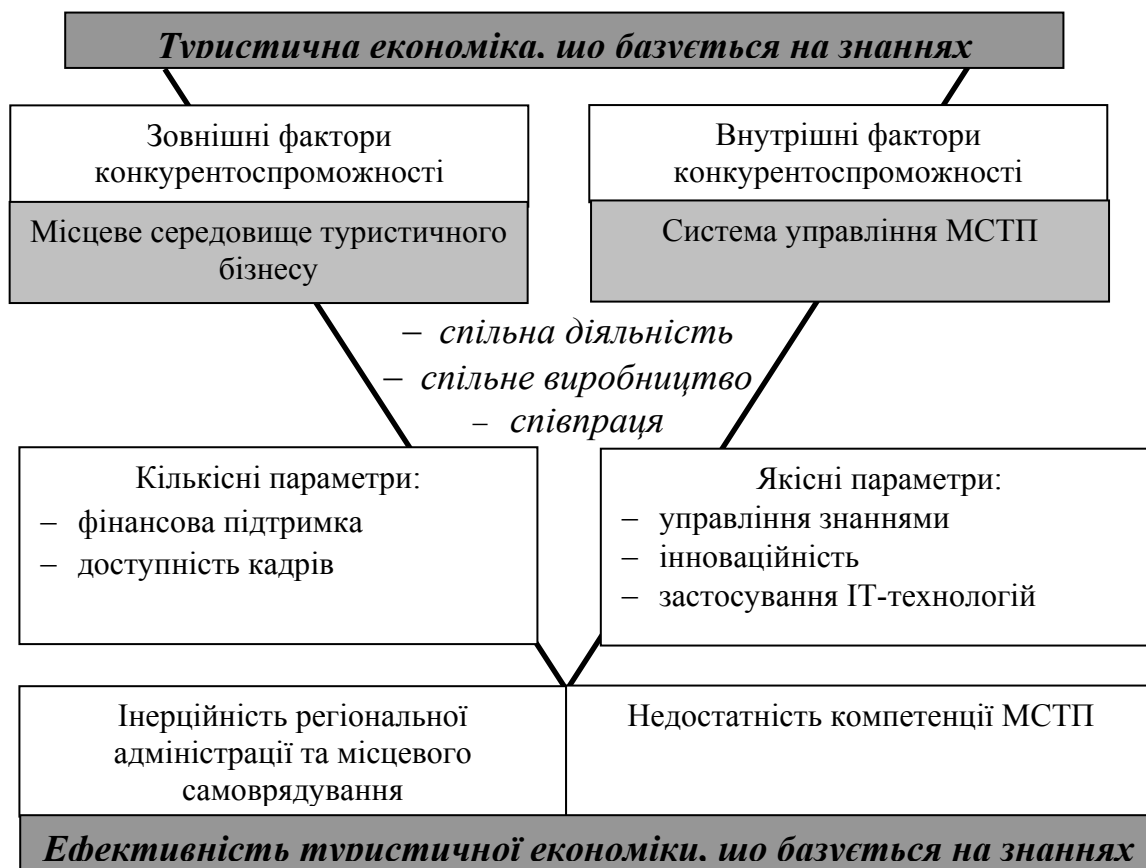 Туристична економіка, що базується на знаннях
Зовнішні фактори
конкурентоспроможності
Внутрішні фактори
конкурентоспроможності
Місцеве середовище туристичного
бізнесу
Система управління МСТП
– спільна діяльність
– спільне виробництво
– співпраця
Кількісні параметри:
– фінансова підтримка
– доступність кадрів
Якісні параметри:
– управління знаннями
– інноваційність
– застосування ІТ-технологій
Інерційність регіональної
адміністрації та місцевого
самоврядування
Недостатність компетенції МСТП
Ефективність туристичної економіки, що базується на знаннях